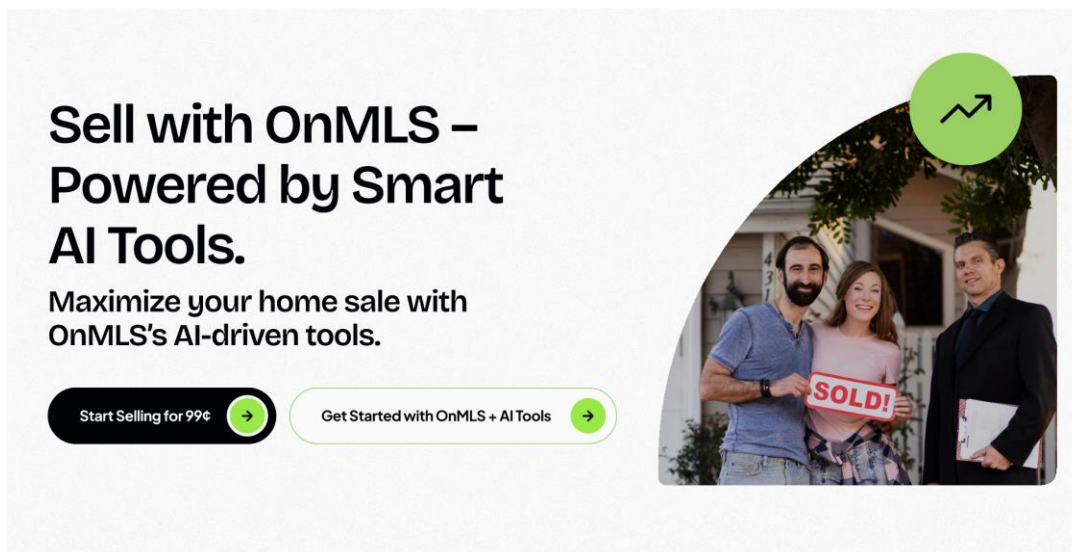 Sell with OnMLS –
Powered by Smart
AI Tools.
Maximize your home sale with
OnMLS's AI-driven tools.
Start Selling for 99¢
Get Started with OnMLS + AI Tools
431
SOLD!